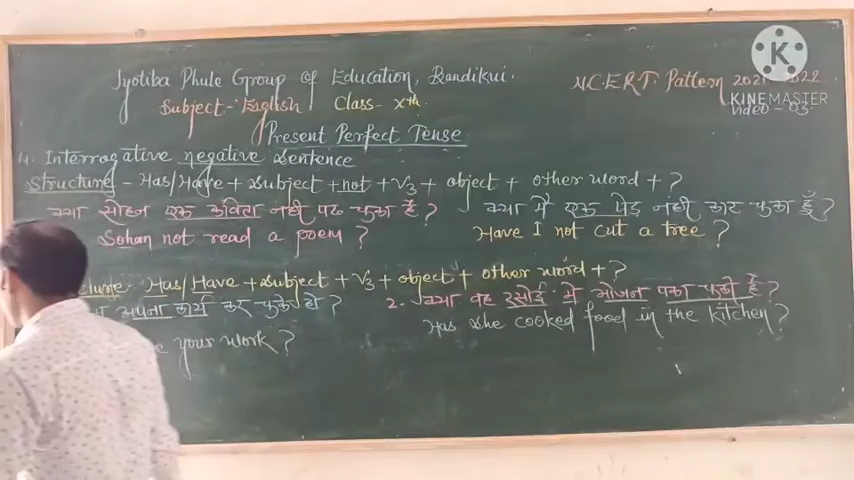 Jyotiba Phule Group of Education, Bandikui.
N.C.E.R.T. Pattern 2021
Subject:- English Class- Xth
KINEMASTER
Video - 03.
Present Perfect Tense
4. Interrogative negative Sentence
Structure - Has/Have + Subject + not + V3 + object + other word + ?
क्या सोहन एक कविता नहीं पढ चुका है ?
क्या मैं एक पेड़ नहीं काट चुका हूँ ?
Sohan not read a poem ?
Have I not cut a tree ?
Has/Have + Subject + V3 + object + other word + ?
अपना कार्य कर चुके हो ?
2. क्या वह रसोई में भोजन पका चुकी है ?
your work ?
Has she cooked food in the kitchen ?